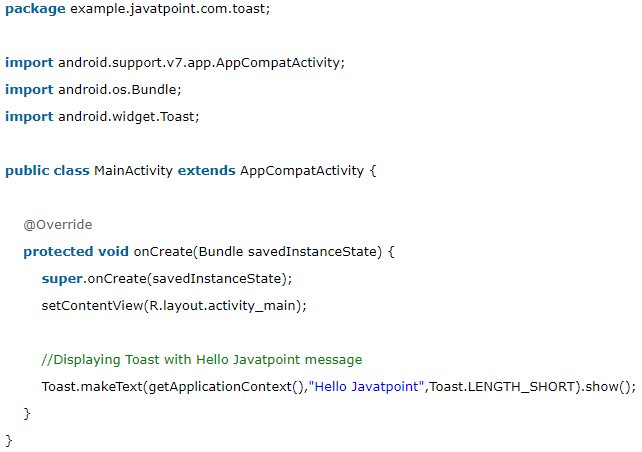 package example.javatpoint.com.toast;
import android.support.v7.app.AppCompatActivity;
import android.os.Bundle;
import android.widget.Toast;
public class MainActivity extends AppCompatActivity {
@Override
protected void onCreate(Bundle savedInstanceState) {
super.onCreate(savedInstanceState);
setContentView(R.layout.activity_main);
//Displaying Toast with Hello Javatpoint message
Toast.makeText(getApplicationContext(),"Hello Javatpoint",Toast.LENGTH_SHORT).show();
}
}